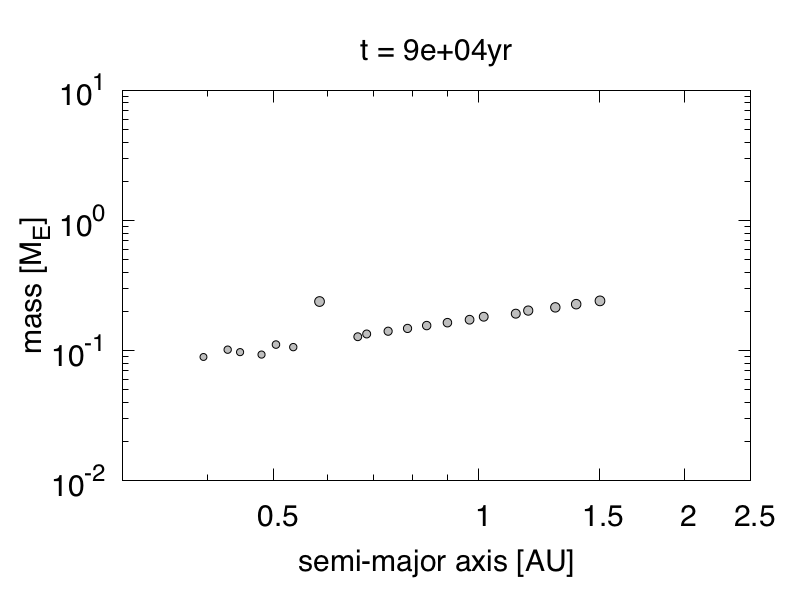 t = 9e+04yr
10^1
10^0
10^-1
10^-2
mass [M_E]
0.5 1 1.5 2 2.5
semi-major axis [AU]